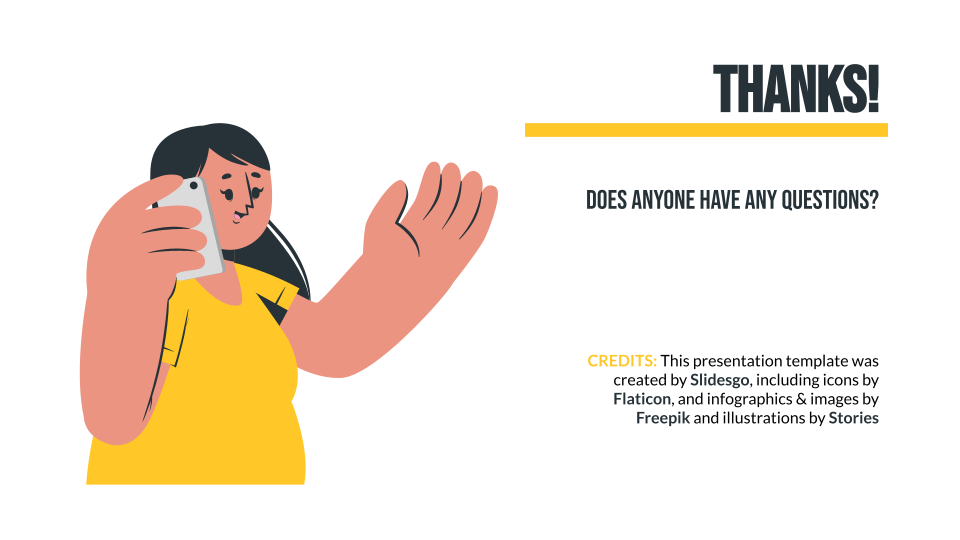 THANKS!
DOES ANYONE HAVE ANY QUESTIONS?
CREDITS: This presentation template was
created by Slidesgo, including icons by
Flaticon, and infographics & images by
Freepik and illustrations by Stories